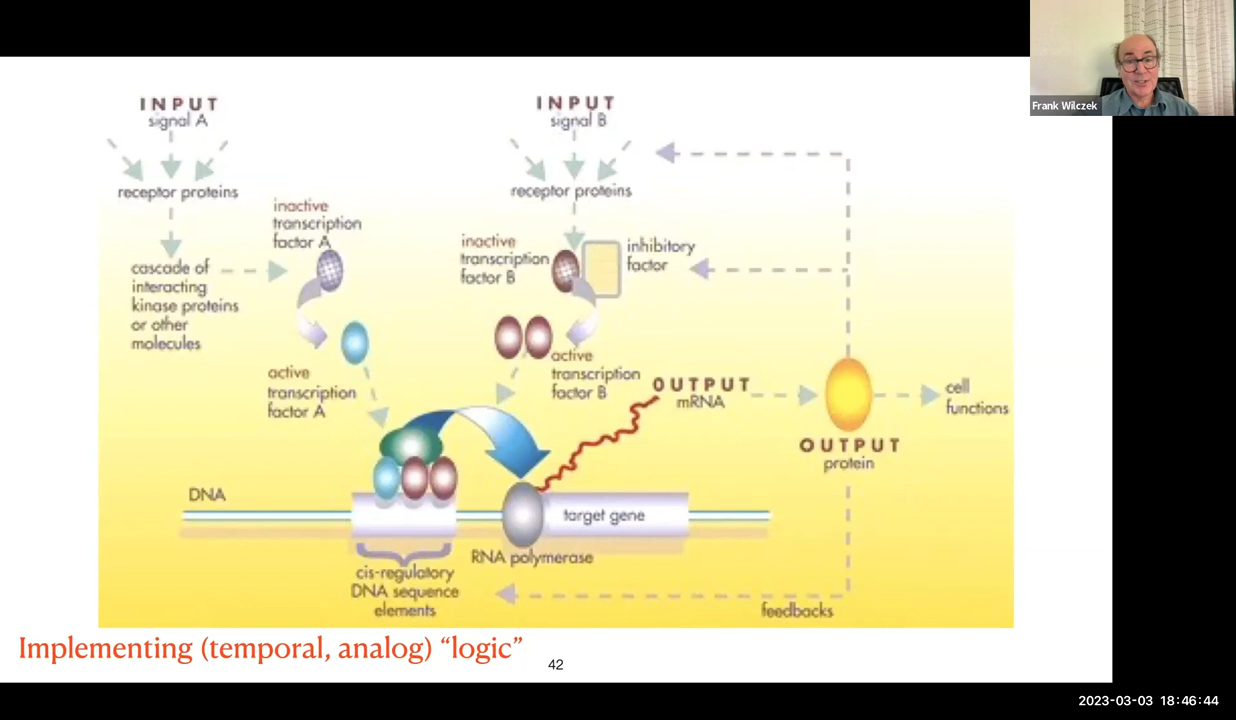 Frank Wilczek
INPUT
signal A
receptor proteins
cascade of
interacting
kinase proteins
or other
molecules
inactive
transcription
factor A
active
transcription
factor A
INPUT
signal B
receptor proteins
inactive
transcription
factor B
inhibitory
factor
active
transcription
factor B
OUTPUT
mRNA
OUTPUT
protein
cell
functions
DNA
target gene
RNA polymerase
cis-regulatory
DNA sequence
elements
feedbacks
Implementing (temporal, analog) “logic”
42
2023-03-03 18:46:44